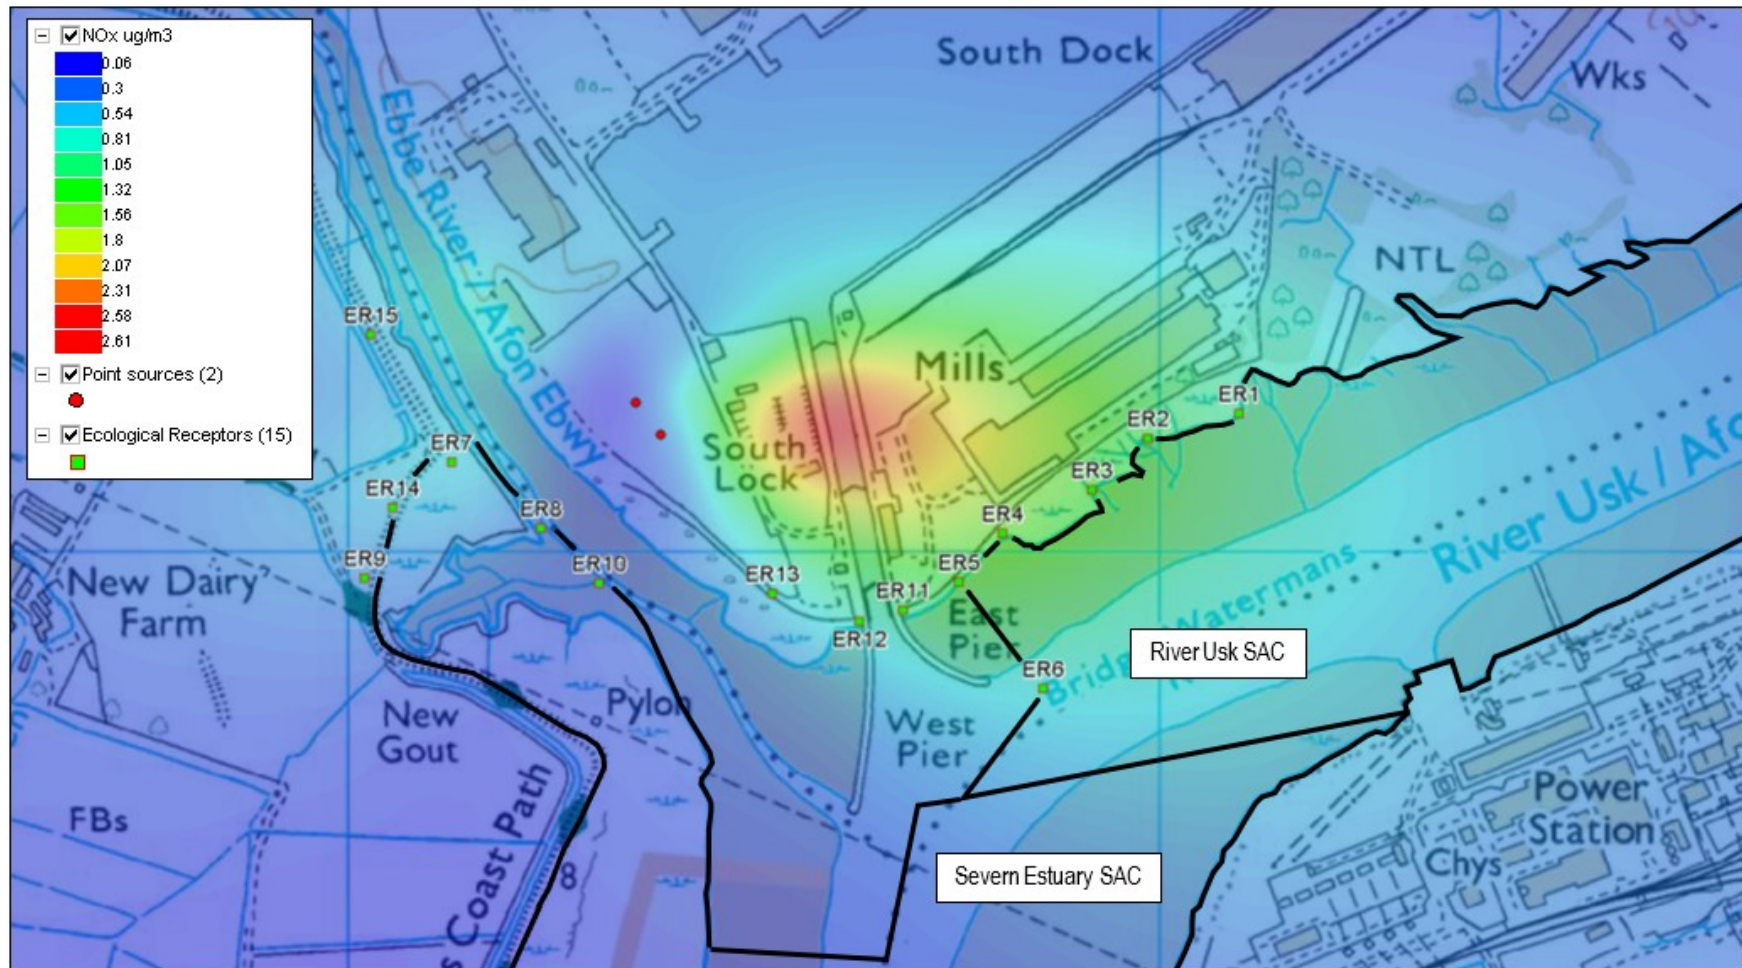 NOx ug/m3
0.06
0.3
0.54
0.81
1.05
1.32
1.56
1.8
2.07
2.31
2.58
2.61
Point sources (2)
Ecological Receptors (15)
South Dock
Wks
Ebbw River / Afon Ebwy
NTL
ER15
Mills
ER1
ER2
ER7
South
Lock
ER3
ER14
ER8
ER4
ER9
ER10
ER13
ER5
ER11
ER12
New Dairy
Farm
East
Pier
River Usk / Afo
Watermans
Bridg
ER6
River Usk SAC
New
Gout
Pylon
West
Pier
s Coast Path
FBs
8
Power
Station
Chys
Severn Estuary SAC